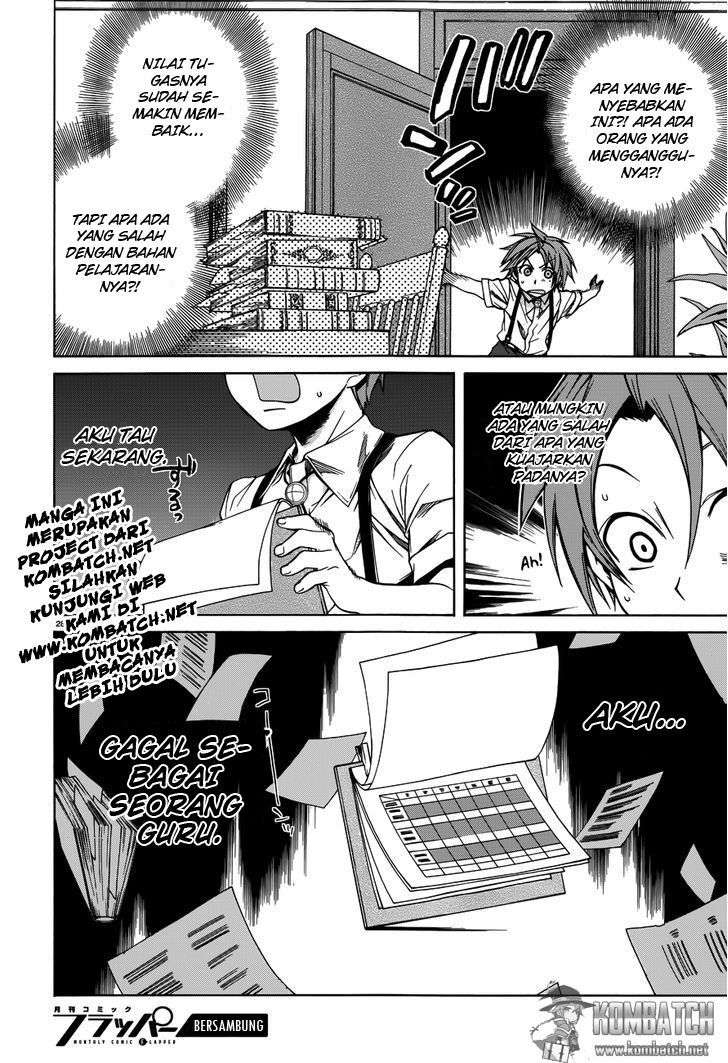 APA YANG ME-
NYEBABKAN
INI?! APA ADA
ORANG YANG
MENGGANGGU-
NYA?!
NILAI TU-
GASNYA
SUDAH SE-
MAKIN MEM-
BAIK...
TAPI APA ADA
YANG SALAH
DENGAN BAHAN
PELAJARAN-
NYA?!
ATAU MUNGKIN
ADA YANG SALAH
DARI APA YANG
KUAJARKAN
PADANYA?
Ah!
AKU TAU
SEKARANG.
MANGA INI
MERUPAKAN
PROJECT DARI
KOMBATCH.NET
SILAHKAN
KUNJUNGI WEB
KAMI DI
WWW.KOMBATCH.NET
UNTUK
MEMBACANYA
LEBIH DULU
AKU...
GAGAL SE-
BAGAI
SEORANG
GURU.
月刊コミック
フラッパー
MONTHLY COMIC FLAPPER
BERSAMBUNG
KOMBATCH
www.kombatch.net